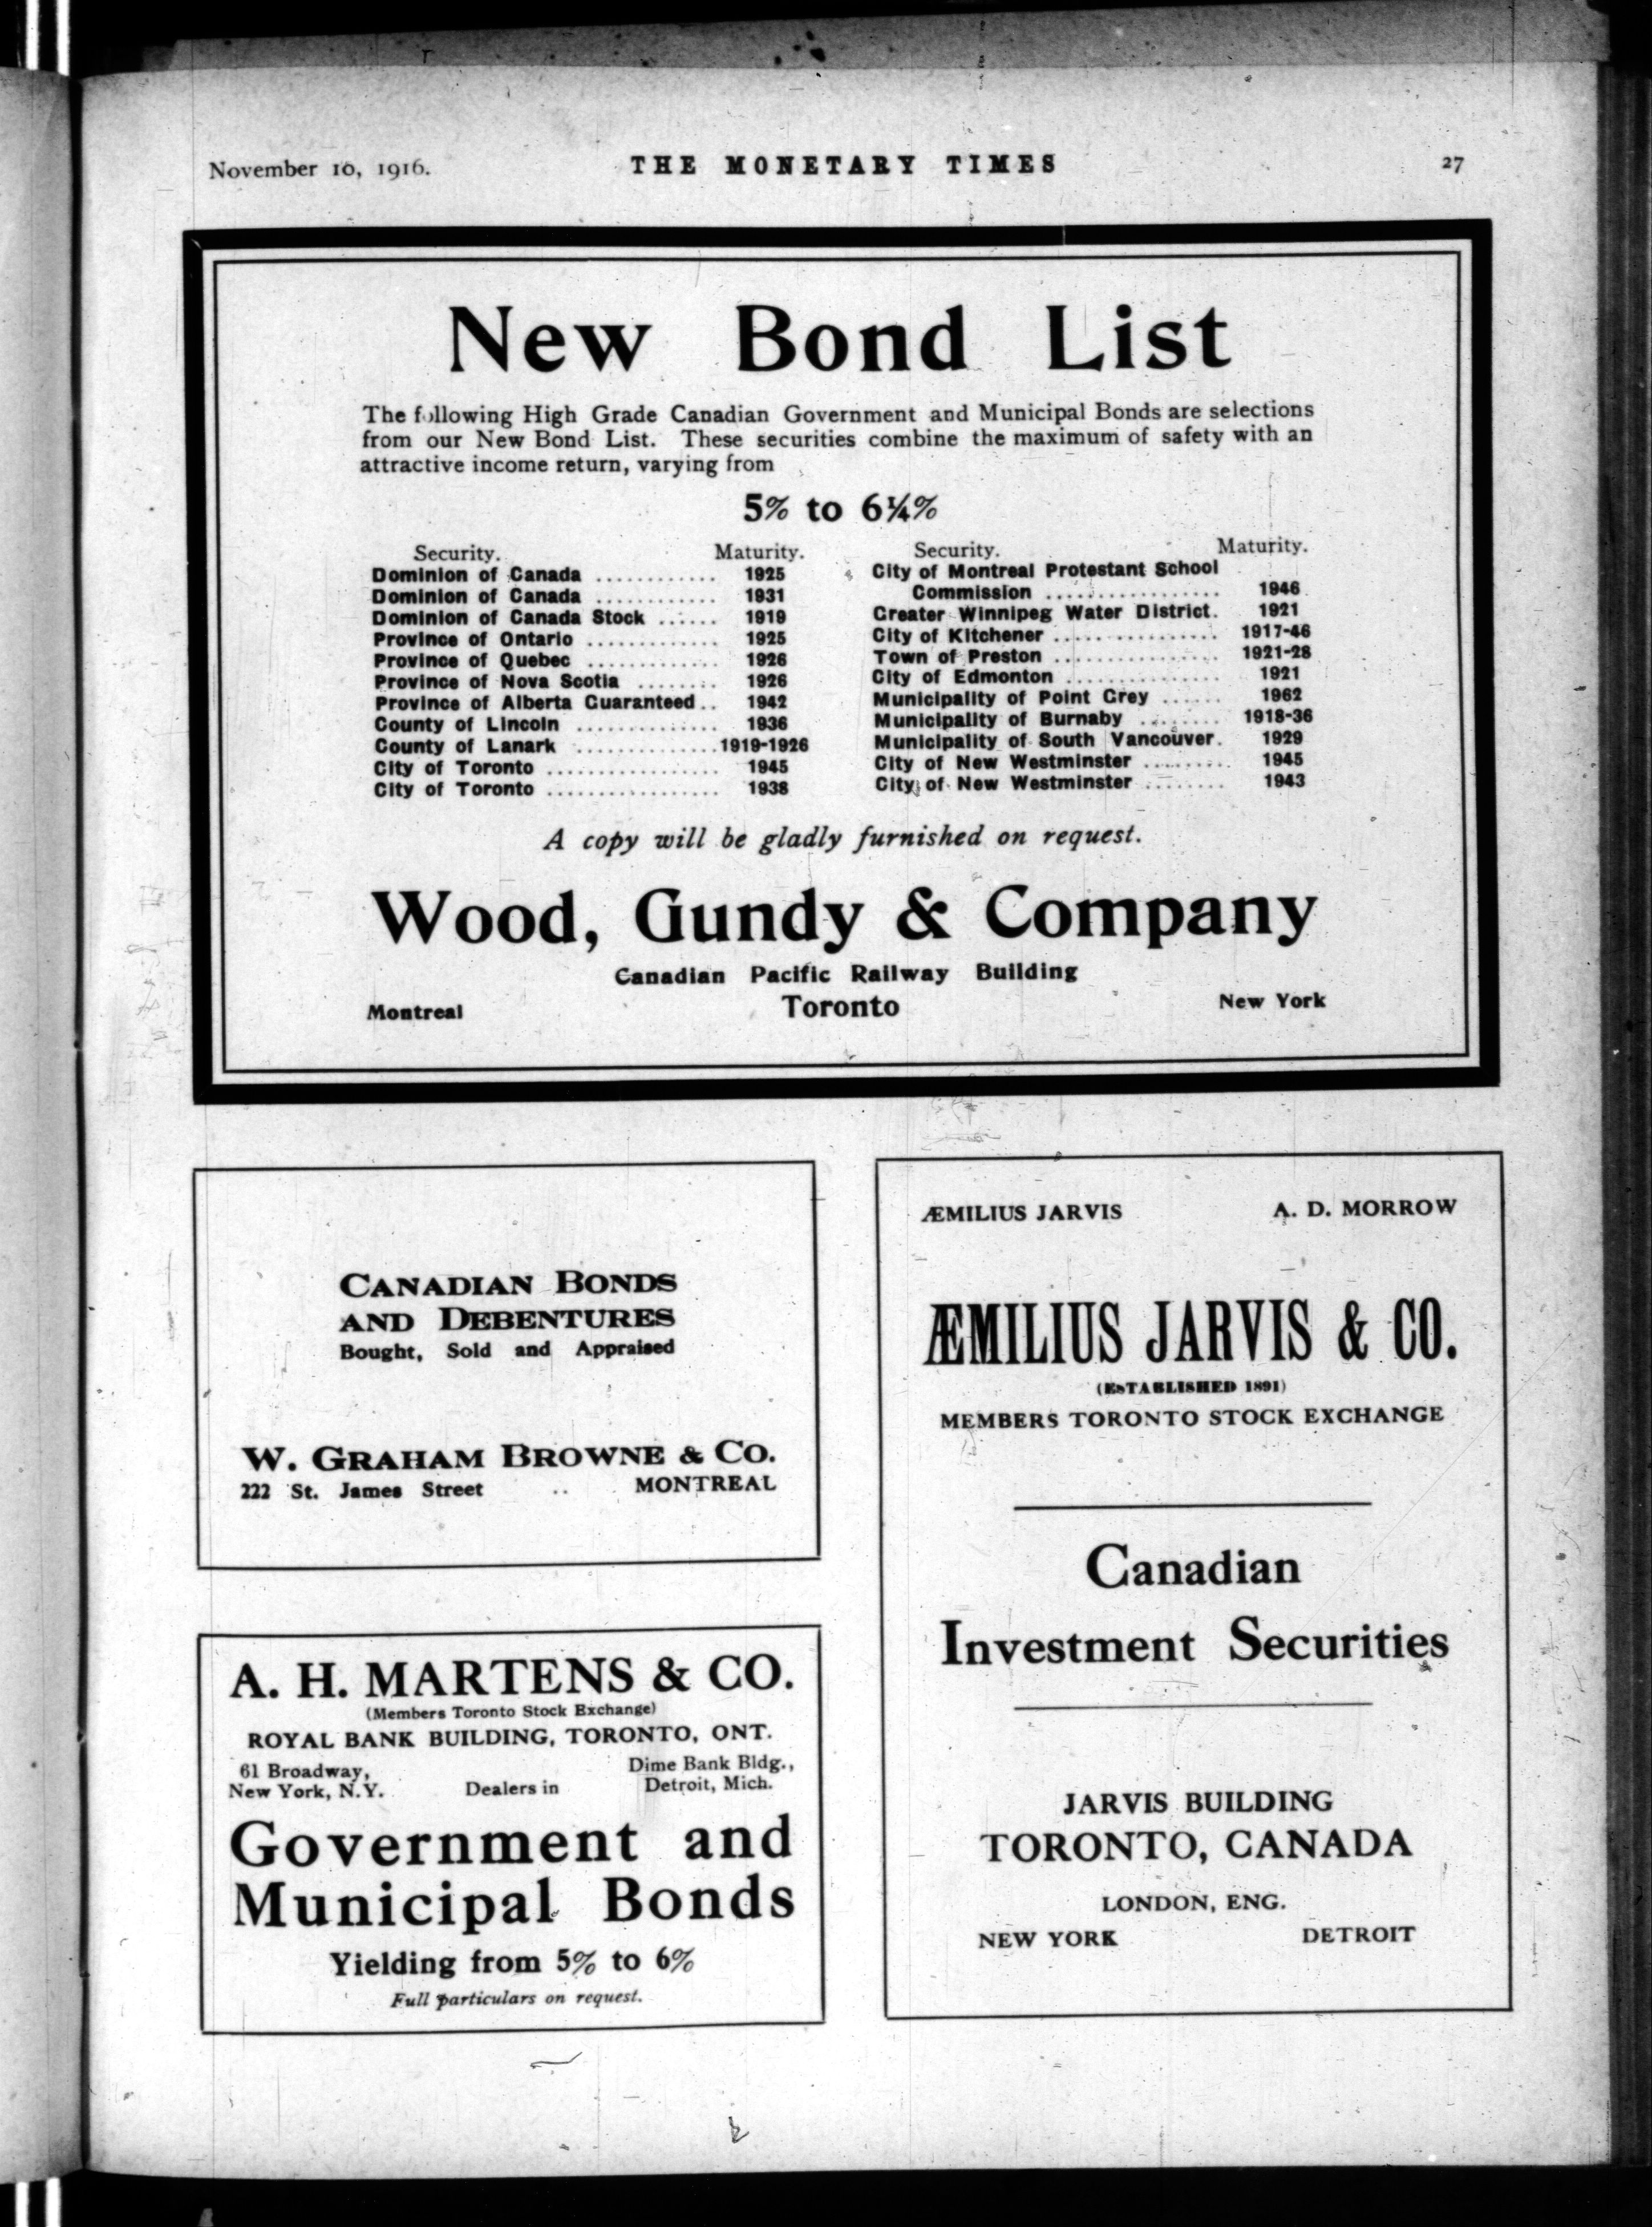 November 10, 1916.
THE MONETARY TIMES
27
New Bond List
The following High Grade Canadian Government and Municipal Bonds are selections
from our New Bond List. These securities combine the maximum of safety with an
attractive income return, varying from
5% to 6¼%
Security. Maturity.
Dominion of Canada ............ 1925
Dominion of Canada ............ 1931
Dominion of Canada Stock ...... 1919
Province of Ontario ............. 1925
Province of Quebec ............. 1926
Province of Nova Scotia ........ 1926
Province of Alberta Guaranteed .. 1942
County of Lincoln .............. 1936
County of Lanark .............. 1919-1926
City of Toronto ................. 1945
City of Toronto ................. 1938
Security. Maturity.
City of Montreal Protestant School
Commission ................. 1946
Greater Winnipeg Water District. 1921
City of Kitchener ................ 1917-46
Town of Preston ................ 1921-28
City of Edmonton ............... 1921
Municipality of Point Grey ...... 1962
Municipality of Burnaby ........ 1918-36
Municipality of South Vancouver. 1929
City of New Westminster ......... 1945
City of New Westminster ........ 1943
A copy will be gladly furnished on request.
Wood, Gundy & Company
Canadian Pacific Railway Building
Montreal Toronto New York
CANADIAN BONDS
AND DEBENTURES
Bought, Sold and Appraised
W. GRAHAM BROWNE & CO.
222 St. James Street .. MONTREAL
A. H. MARTENS & CO.
(Members Toronto Stock Exchange)
ROYAL BANK BUILDING, TORONTO, ONT.
61 Broadway,
New York, N.Y.
Dealers in
Dime Bank Bldg.,
Detroit, Mich.
Government and
Municipal Bonds
Yielding from 5% to 6%
Full particulars on request.
ÆMILIUS JARVIS A. D. MORROW
ÆMILIUS JARVIS & CO.
(ESTABLISHED 1891)
MEMBERS TORONTO STOCK EXCHANGE
Canadian
Investment Securities
JARVIS BUILDING
TORONTO, CANADA
LONDON, ENG.
NEW YORK DETROIT